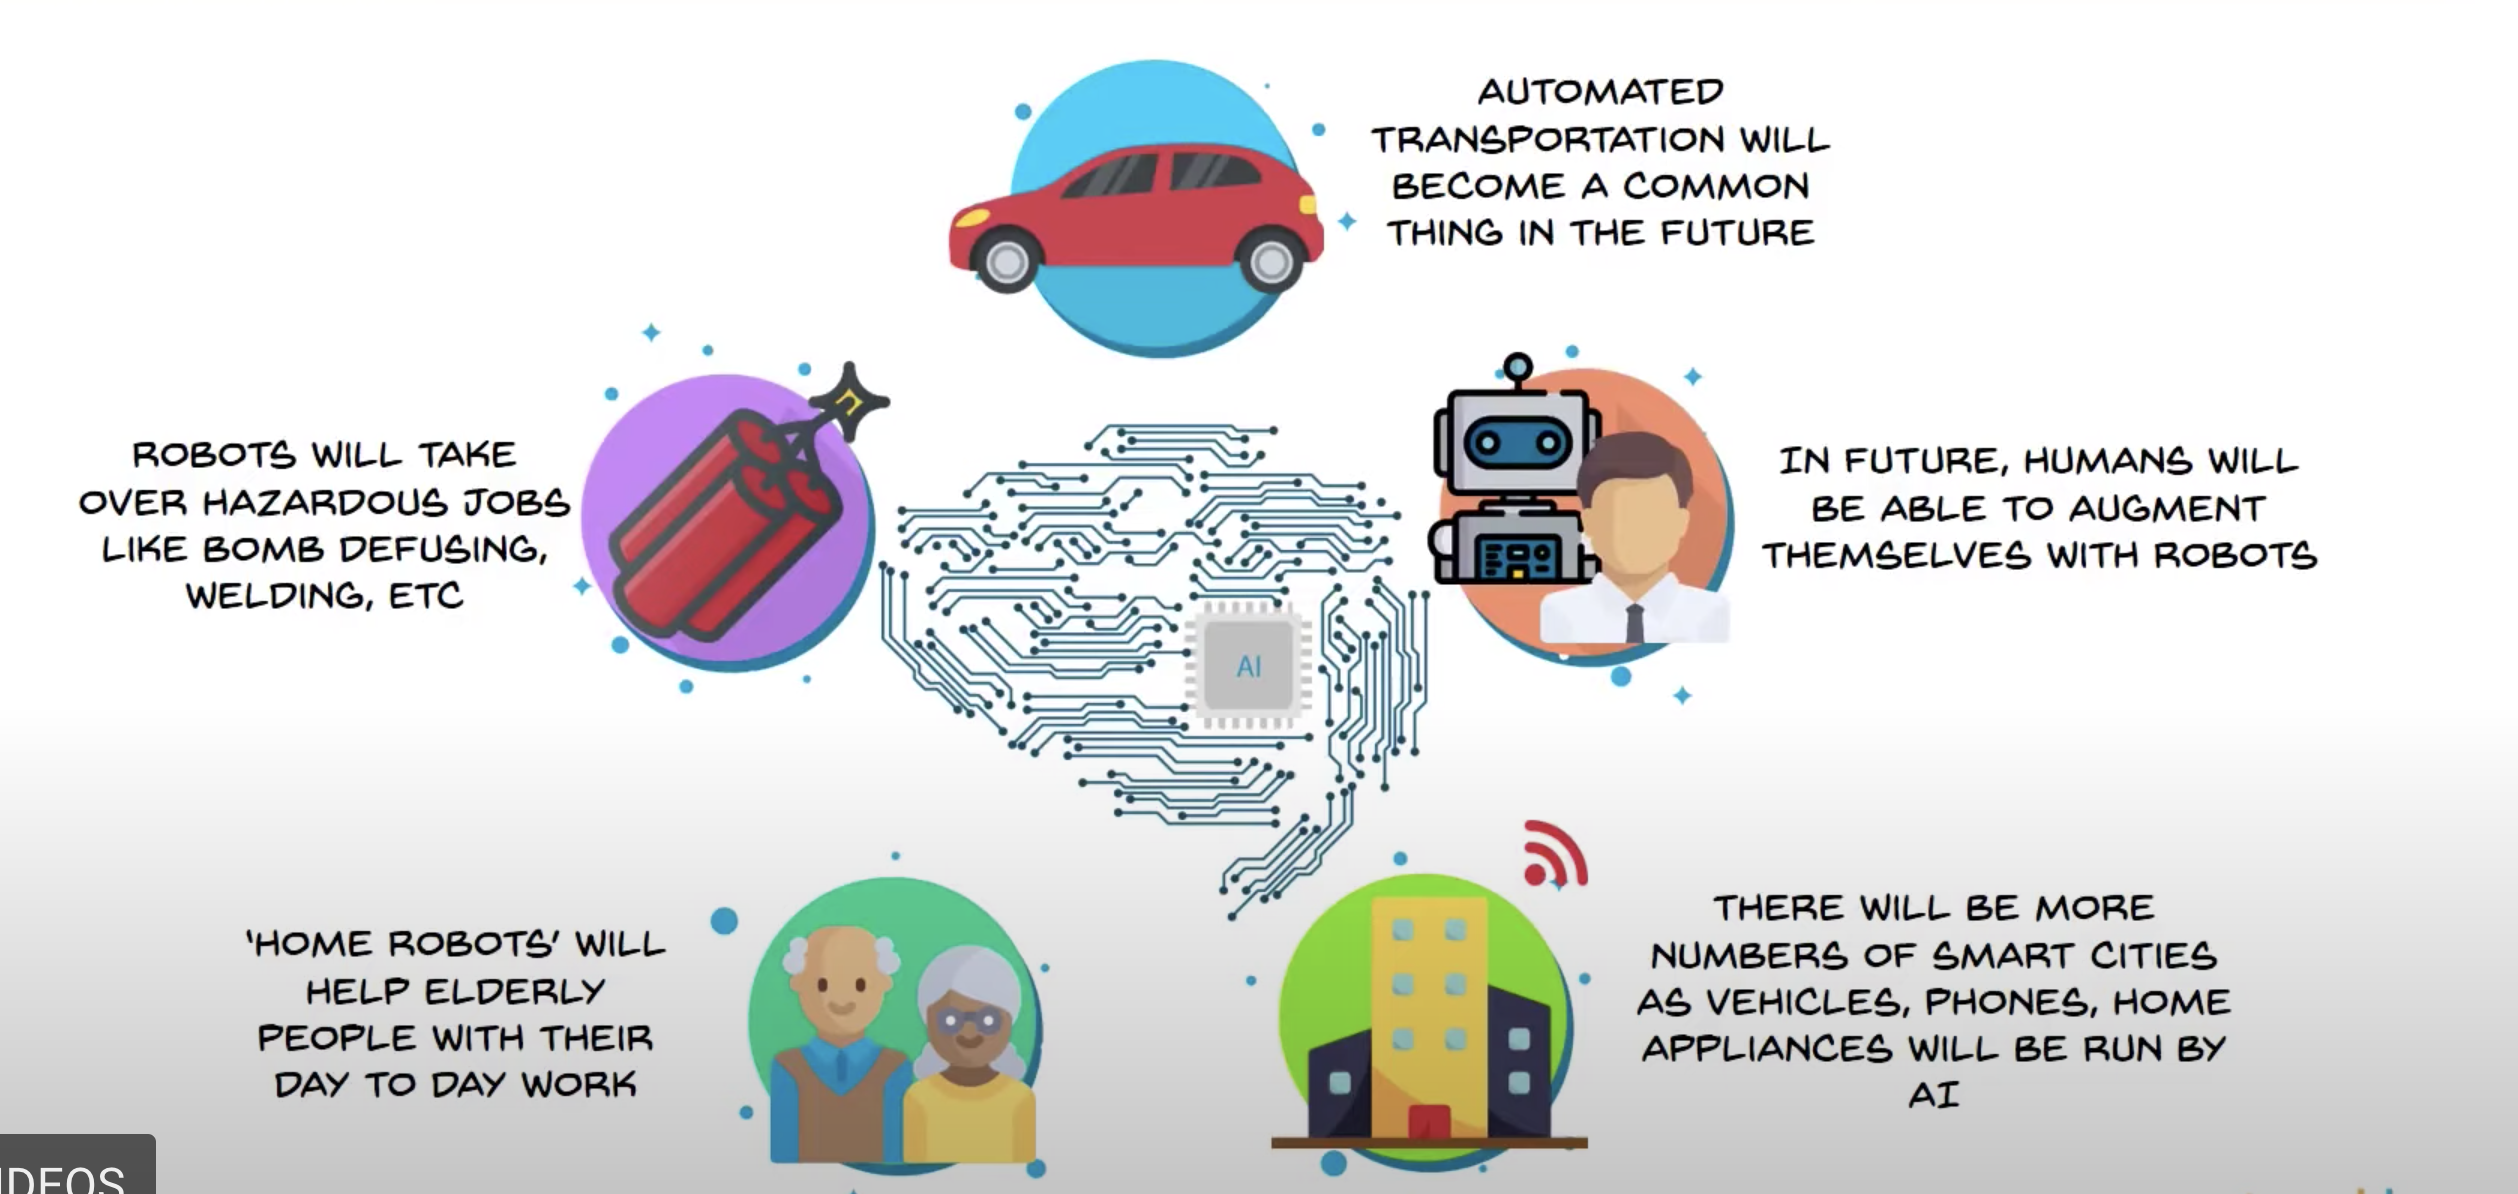 AUTOMATED
TRANSPORTATION WILL
BECOME A COMMON
THING IN THE FUTURE
ROBOTS WILL TAKE
OVER HAZARDOUS JOBS
LIKE BOMB DEFUSING,
WELDING, ETC
IN FUTURE, HUMANS WILL
BE ABLE TO AUGMENT
THEMSELVES WITH ROBOTS
AI
'HOME ROBOTS' WILL
HELP ELDERLY
PEOPLE WITH THEIR
DAY TO DAY WORK
THERE WILL BE MORE
NUMBERS OF SMART CITIES
AS VEHICLES, PHONES, HOME
APPLIANCES WILL BE RUN BY
AI